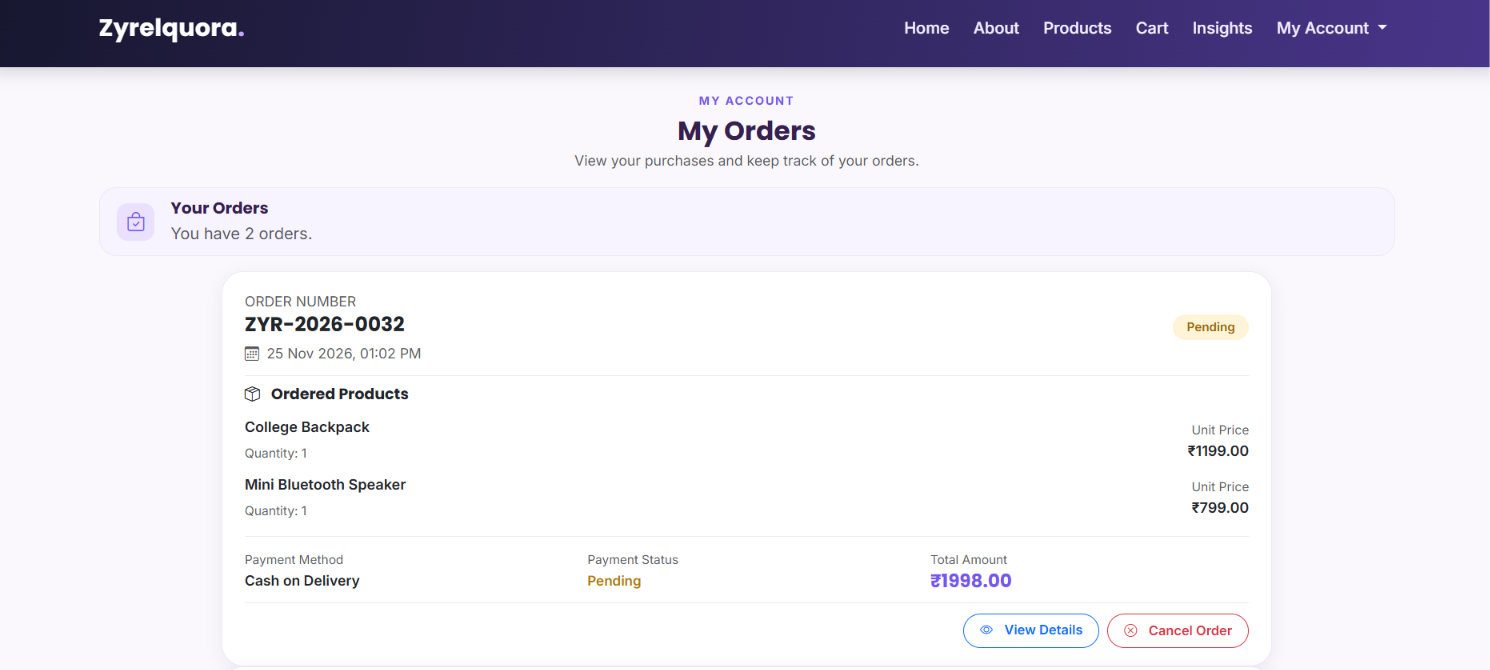 Zyrelquora.
Home About Products Cart Insights My Account
MY ACCOUNT
My Orders
View your purchases and keep track of your orders.
Your Orders
You have 2 orders.
ORDER NUMBER
ZYR-2026-0032
Pending
25 Nov 2026, 01:02 PM
Ordered Products
College Backpack
Unit Price
Quantity: 1
₹1199.00
Mini Bluetooth Speaker
Unit Price
Quantity: 1
₹799.00
Payment Method Payment Status Total Amount
Cash on Delivery Pending ₹1998.00
View Details Cancel Order